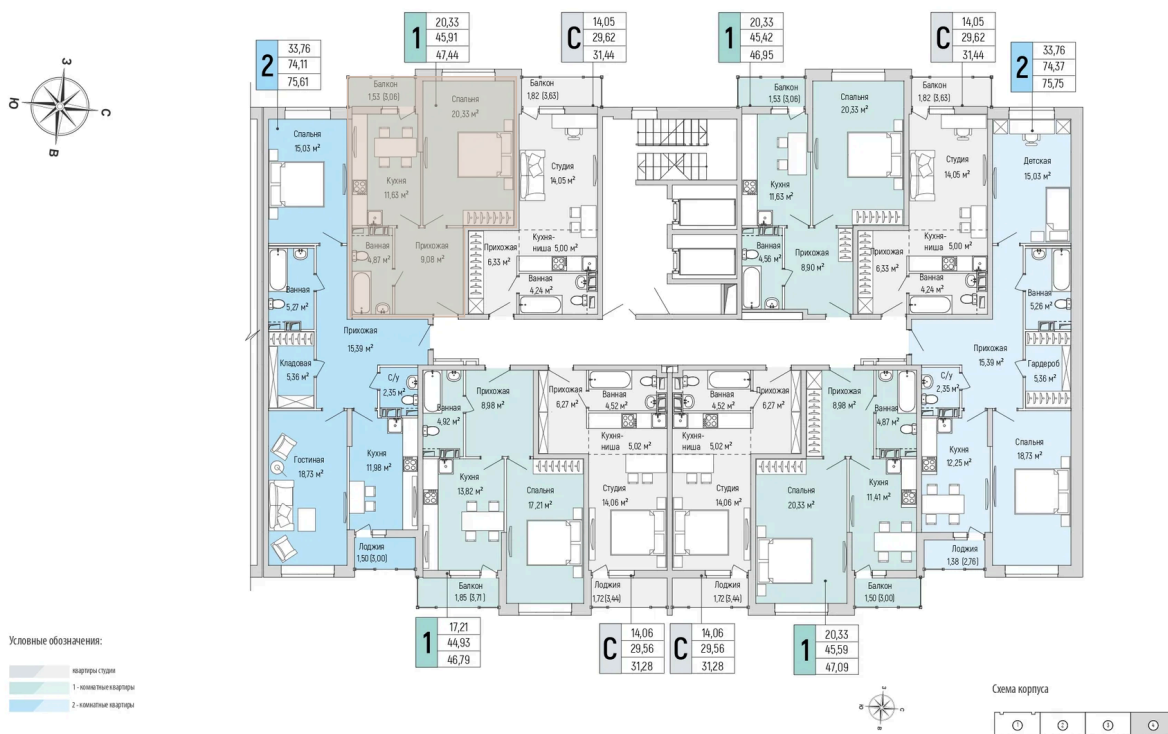 З
Ю
С
В
2
33,76
74,11
75,61
1
20,33
45,91
47,44
С
14,05
29,62
31,44
1
20,33
45,42
46,95
С
14,05
29,62
31,44
2
33,76
74,37
75,75
Балкон
1,53 (3,06)
Спальня
20,33 м²
Балкон
1,82 (3,63)
Балкон
1,53 (3,06)
Спальня
20,33 м²
Балкон
1,82 (3,63)
Спальня
15,03 м²
Кухня
11,63 м²
Студия
14,05 м²
Кухня
11,63 м²
Студия
14,05 м²
Детская
15,03 м²
Ванная
4,87 м²
Прихожая
9,08 м²
Прихожая
6,33 м²
Кухня-
ниша 5,00 м²
Ванная
4,24 м²
Ванная
4,56 м²
Прихожая
8,90 м²
Прихожая
6,33 м²
Кухня-
ниша 5,00 м²
Ванная
4,24 м²
Ванная
5,27 м²
Ванная
5,26 м²
Прихожая
15,39 м²
Кладовая
5,36 м²
С/у
2,35 м²
Ванная
4,92 м²
Прихожая
8,98 м²
Прихожая
6,27 м²
Ванная
4,52 м²
Ванная
4,52 м²
Прихожая
6,27 м²
Прихожая
8,98 м²
Ванная
4,87 м²
С/у
2,35 м²
Прихожая
15,39 м²
Гардероб
5,36 м²
Кухня-
ниша
5,02 м²
Кухня-
ниша
5,02 м²
Гостиная
18,73 м²
Кухня
11,98 м²
Кухня
13,82 м²
Спальня
17,21 м²
Студия
14,06 м²
Студия
14,06 м²
Спальня
20,33 м²
Кухня
11,41 м²
Кухня
12,25 м²
Спальня
18,73 м²
Лоджия
1,50 (3,00)
Балкон
1,85 (3,71)
Лоджия
1,72 (3,44)
Лоджия
1,72 (3,44)
Балкон
1,50 (3,00)
Лоджия
1,38 (2,76)
1
17,21
44,93
46,79
С
14,06
29,56
31,28
С
14,06
29,56
31,28
1
20,33
45,59
47,09
Условные обозначения:
квартиры студии
1 - комнатные квартиры
2 - комнатные квартиры
З
Ю
С
В
Схема корпуса
1
2
3
4